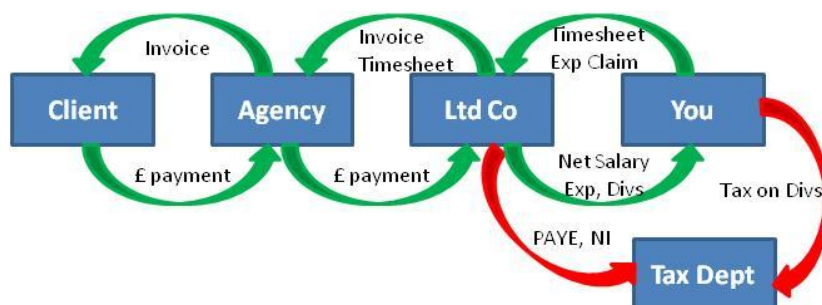 Invoice
Invoice
Timesheet
Timesheet
Exp Claim
Client
Agency
Ltd Co
You
£ payment
£ payment
Net Salary
Exp, Divs
Tax on Divs
PAYE, NI
Tax Dept